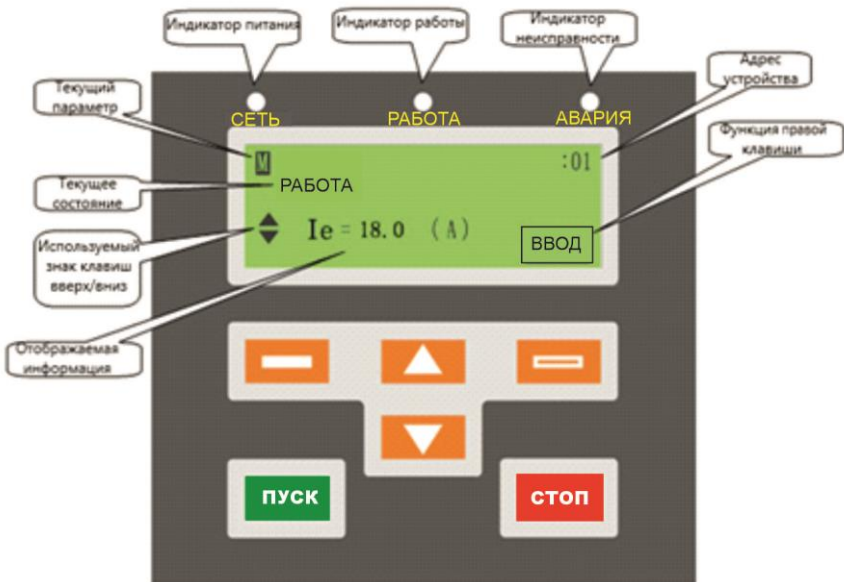 Индикатор питания
Индикатор работы
Индикатор
неисправности
Адрес
устройства
Текущий
параметр
СЕТЬ
РАБОТА
АВАРИЯ
Функция правой
клавиши
M
:01
Текущее
состояние
РАБОТА
Используемый
знак клавиш
вверх/вниз
Ie = 18.0 (A)
ВВОД
Отображаемая
информация
ПУСК
СТОП